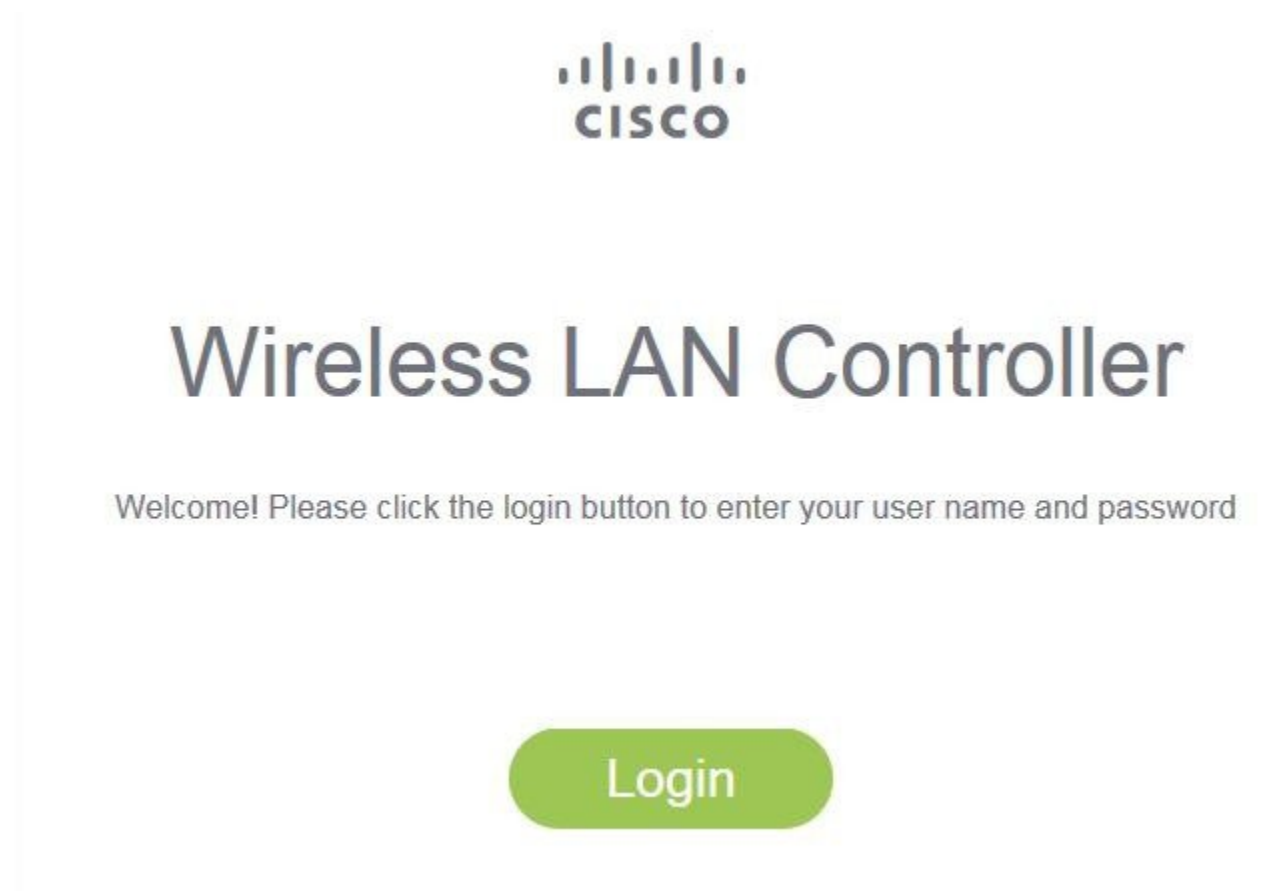 CISCO
Wireless LAN Controller
Welcome! Please click the login button to enter your user name and password
Login